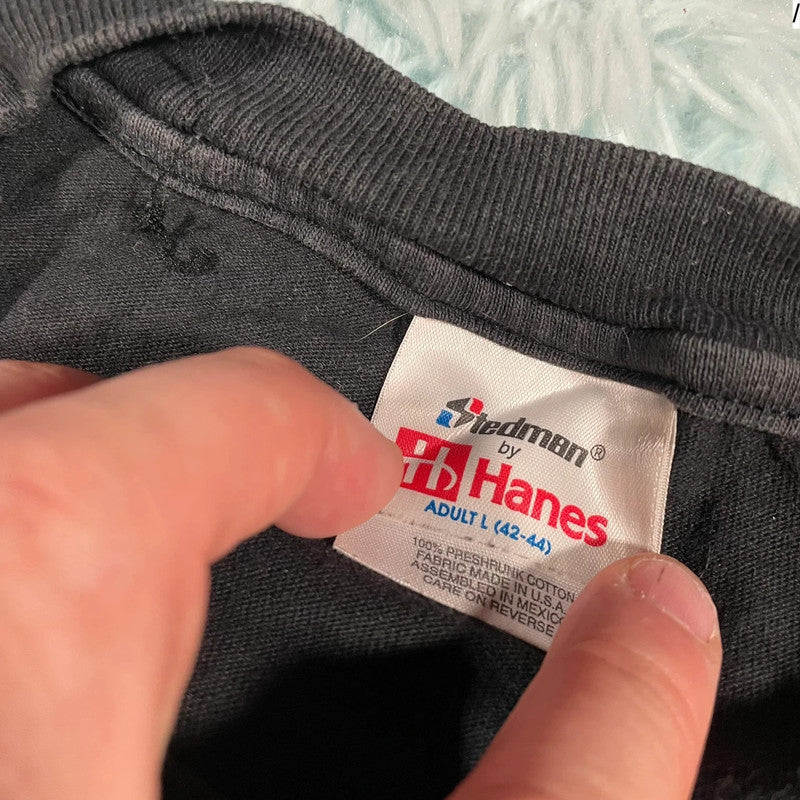 Stedman®
by
Hanes
ADULT L (42-44)
100% PRESHRUNK COTTON
FABRIC MADE IN U.S.A.
ASSEMBLED IN MEXICO
CARE ON REVERSE